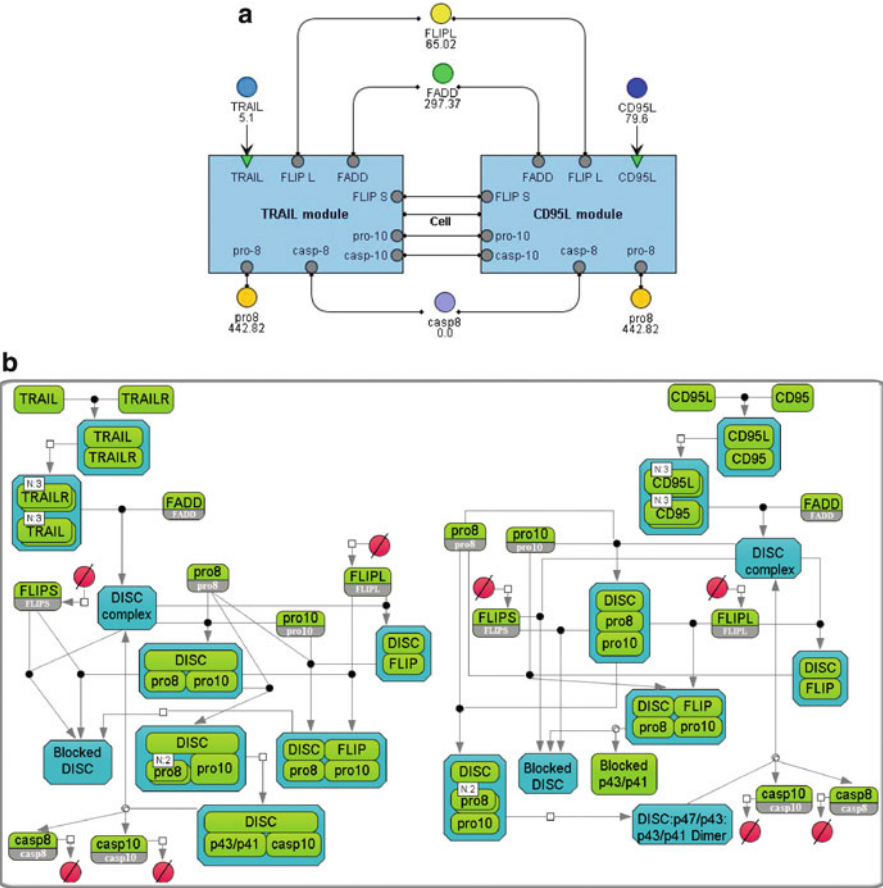 a
FLIPL
65.02
FADD
297.37
TRAIL
5.1
CD95L
79.6
TRAIL
FLIP L
FADD
FADD
FLIP L
CD95L
FLIP S
FLIP S
TRAIL module
Cell
CD95L module
pro-10
pro-10
pro-8
casp-8
casp-10
casp-10
casp-8
pro-8
pro8
442.82
casp8
0.0
pro8
442.82
b
TRAIL
TRAILR
TRAIL
TRAILR
N:3
TRAILR
N:3
TRAIL
FADD
FADD
FLIPS
FLIPS
DISC
complex
pro8
pro8
FLIPL
FLIPL
pro10
pro10
DISC
FLIP
DISC
pro8
pro10
Blocked
DISC
DISC
N:2
pro8
pro10
DISC
FLIP
pro8
pro10
DISC
p43/p41
casp10
casp8
casp8
casp10
casp10
CD95L
CD95
CD95L
CD95
N:3
CD95L
N:3
CD95
FADD
FADD
pro8
pro8
pro10
pro10
DISC
complex
FLIPS
FLIPS
DISC
pro8
pro10
FLIPL
FLIPL
DISC
FLIP
DISC
FLIP
pro8
pro10
DISC
N:2
pro8
pro10
Blocked
DISC
Blocked
p43/p41
DISC:p47/p43:
p43/p41 Dimer
casp10
casp10
casp8
casp8